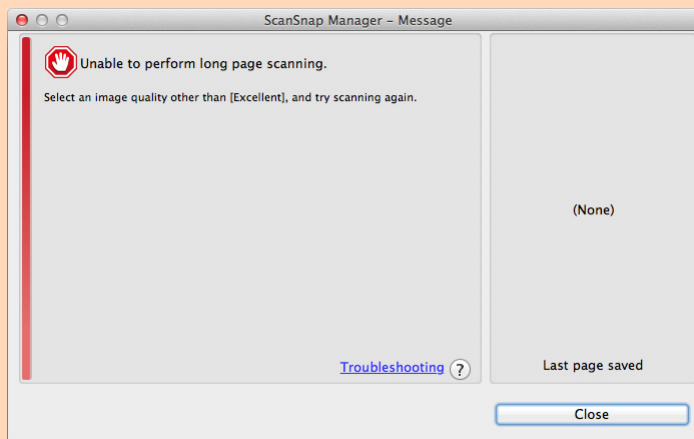 ScanSnap Manager – Message
Unable to perform long page scanning.
Select an image quality other than [Excellent], and try scanning again.
(None)
Troubleshooting ?
Last page saved
Close